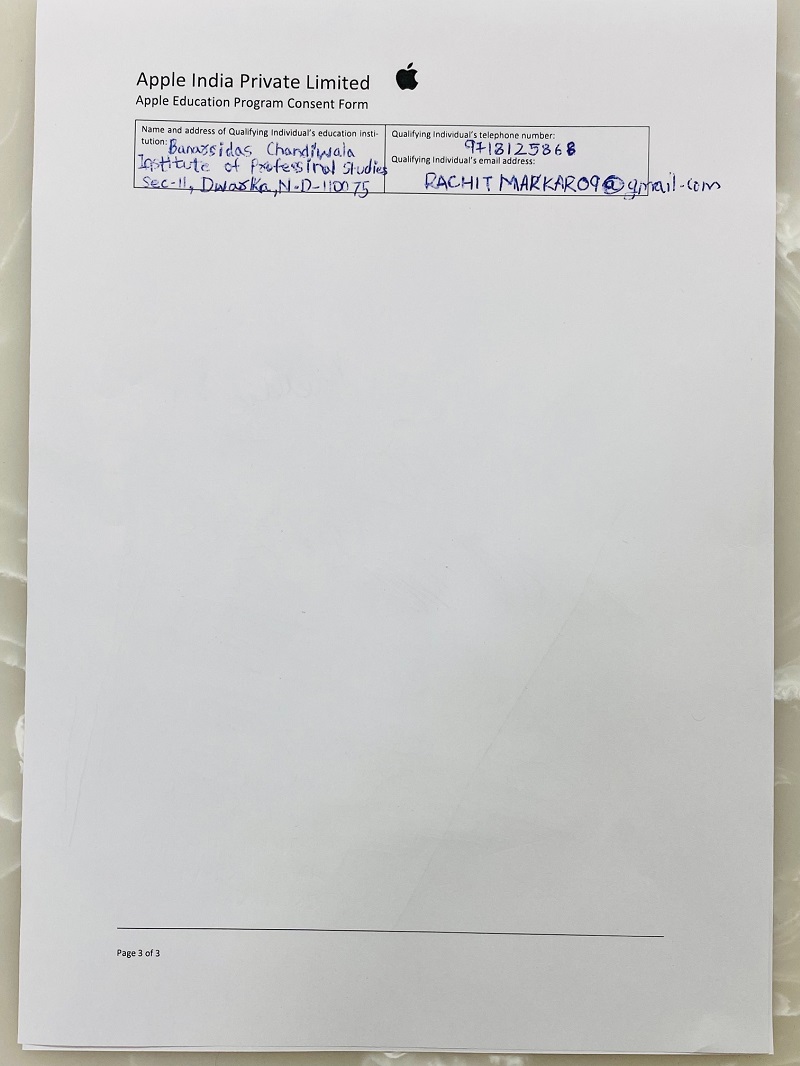 Apple India Private Limited
Apple Education Program Consent Form
Name and address of Qualifying Individual's education insti-
tution: Banarsidas Chandiwala
Institute of Professinol Studies
Sec-11, Dwarka, N-D-110075
Qualifying Individual's telephone number:
9718125868
Qualifying Individual's email address:
RACHITMARKAR09@gmail.com
Page 3 of 3